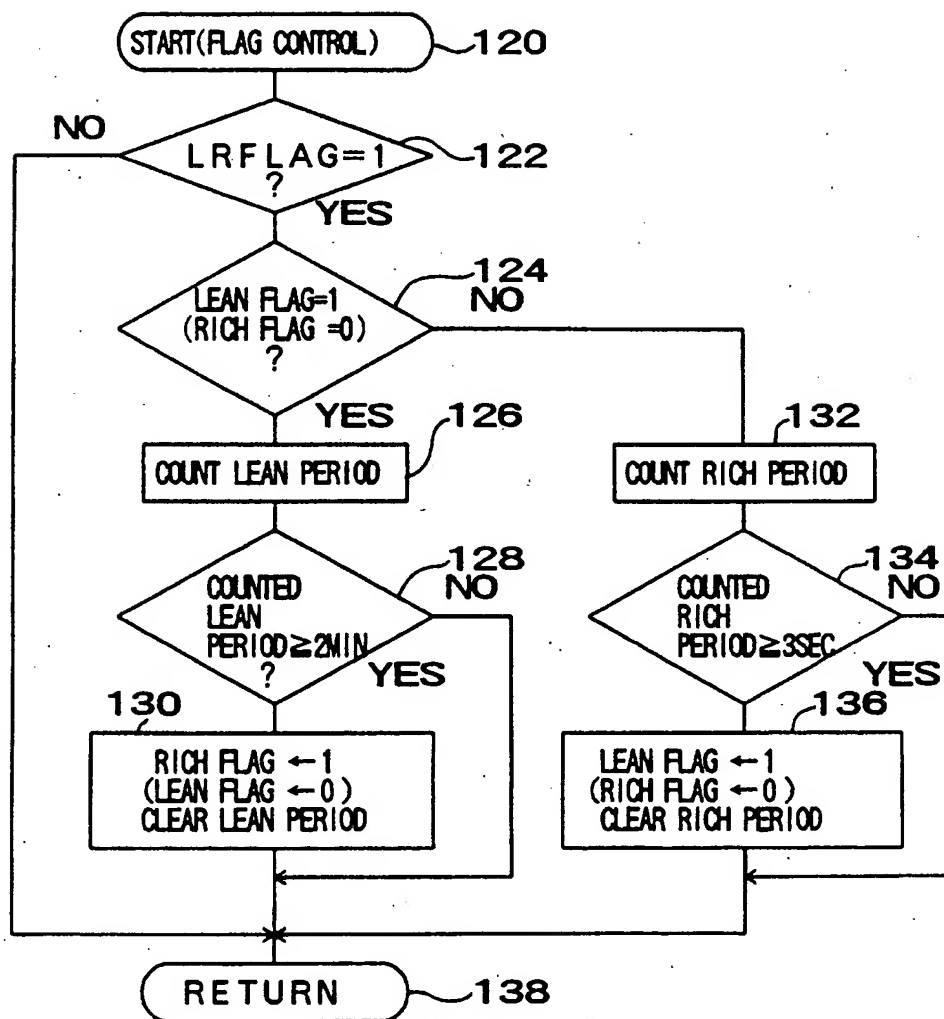 START(FLAG CONTROL)
120
NO
LRFLAG=1
?
122
YES
124
LEAN FLAG=1
(RICH FLAG =0)
?
NO
YES
126
132
COUNT LEAN PERIOD
COUNT RICH PERIOD
128
134
COUNTED
LEAN
PERIOD≧2MIN
?
NO
COUNTED
RICH
PERIOD≧3SEC
NO
YES
YES
130
136
RICH FLAG ←1
(LEAN FLAG ←0)
CLEAR LEAN PERIOD
LEAN FLAG ←1
(RICH FLAG ←0)
CLEAR RICH PERIOD
RETURN
138